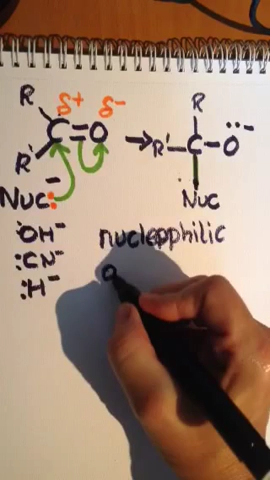 R δ+ δ- R
C=O → R'-C-O:-
R'
Nuc:- Nuc
:OH- nucleophilic
:CN- a
:H-